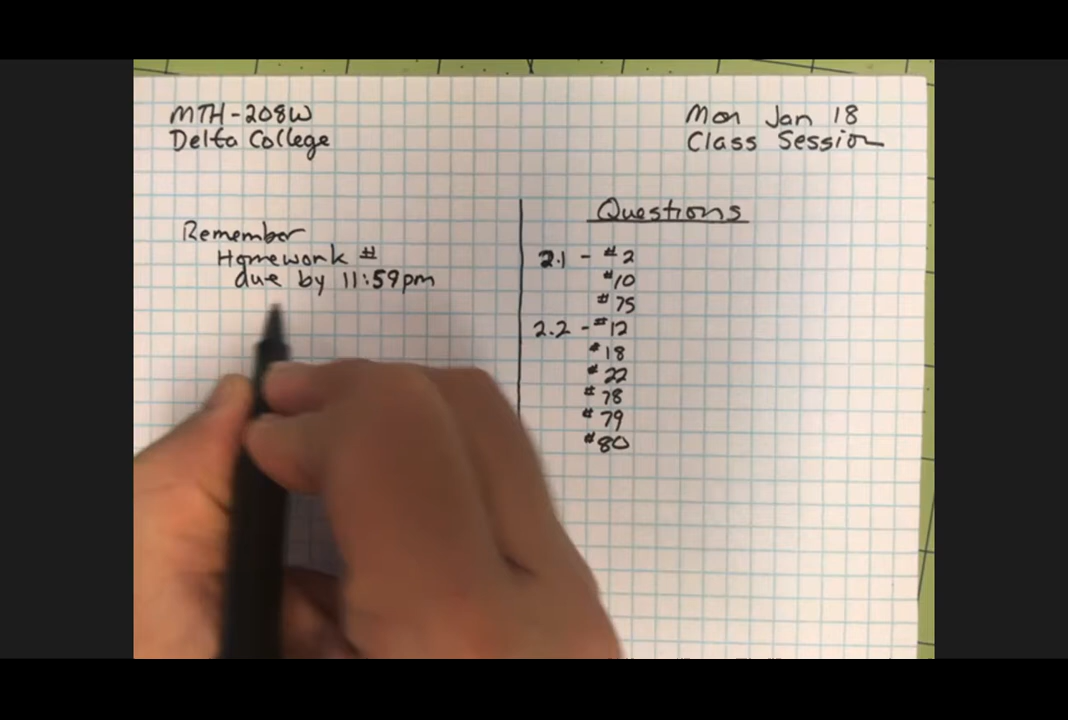 MTH-208W
Delta College
Mon Jan 18
Class Session
Remember
Homework #
due by 11:59pm
Questions
2.1 - #2
#10
#75
2.2 - #12
#18
#22
#78
#79
#80